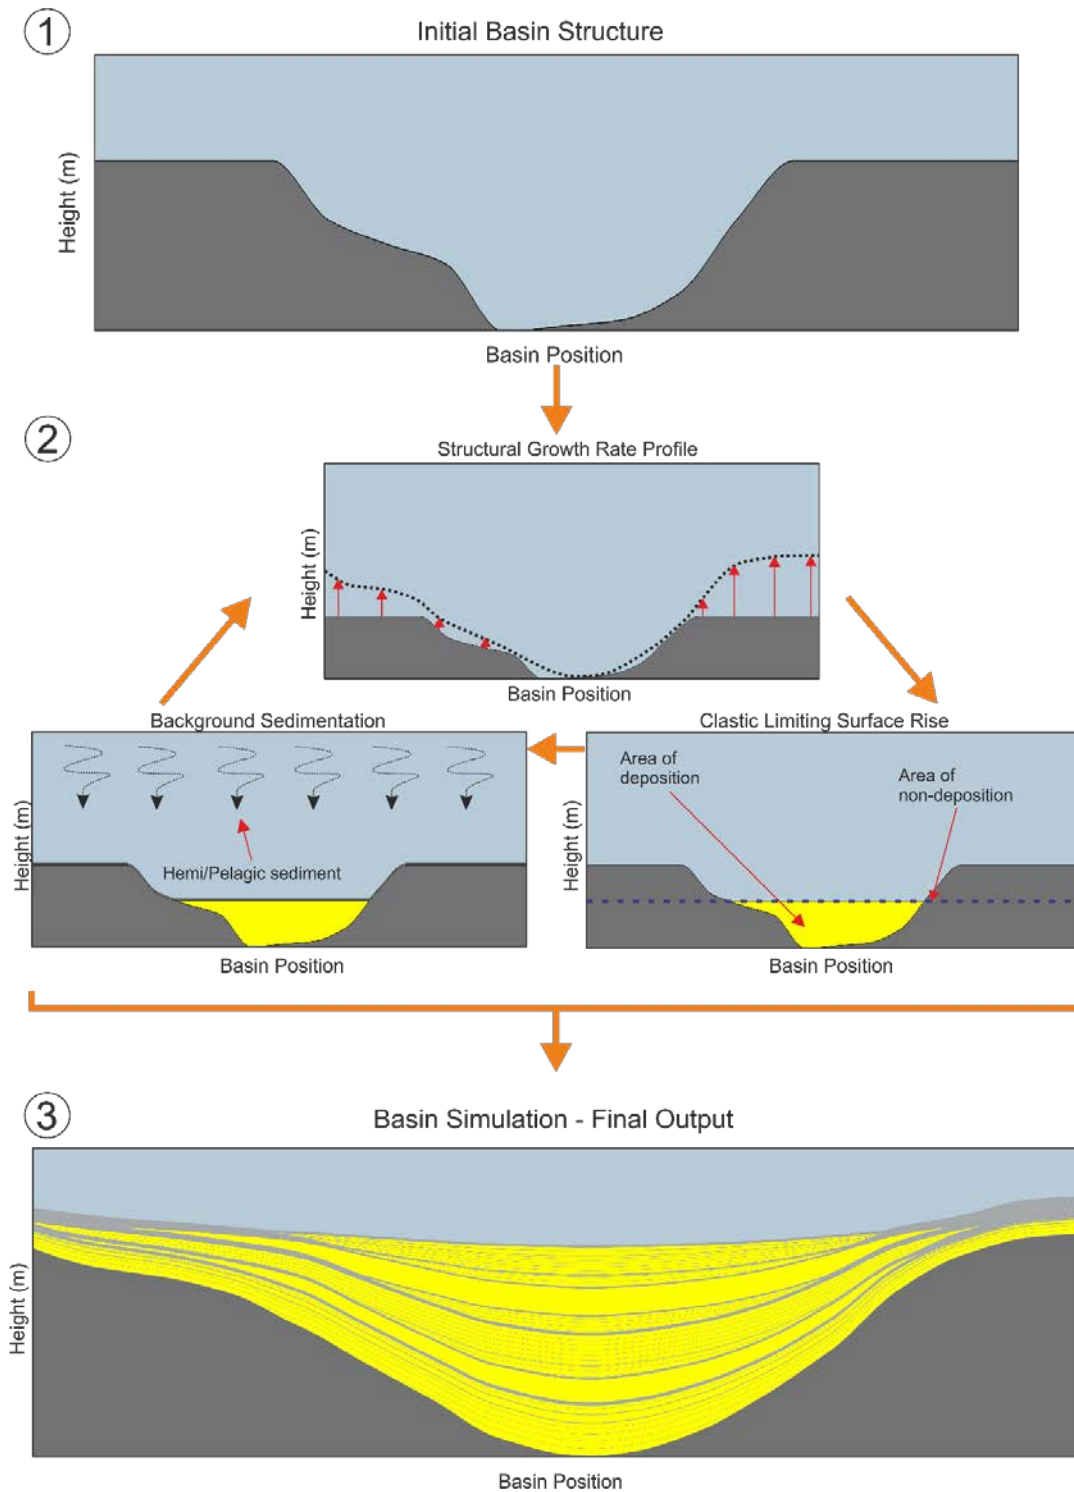 1
Initial Basin Structure
Height (m)
Basin Position
2
Structural Growth Rate Profile
Height (m)
Basin Position
Background Sedimentation
Height (m)
Hemi/Pelagic sediment
Basin Position
Clastic Limiting Surface Rise
Height (m)
Area of
deposition
Area of
non-deposition
Basin Position
3
Basin Simulation - Final Output
Height (m)
Basin Position